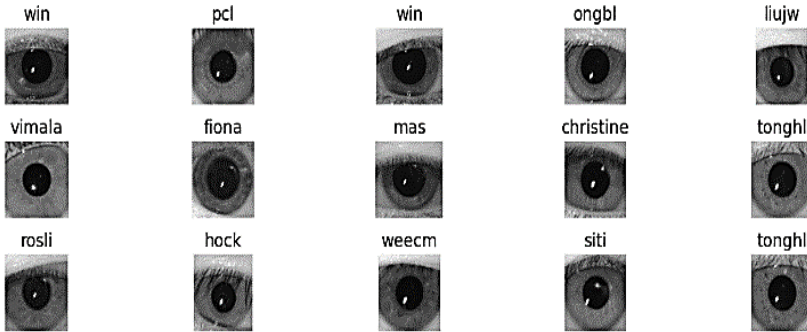 win pcl win ongbl liujw
vimala fiona mas christine tonghl
rosli hock weecm siti tonghl